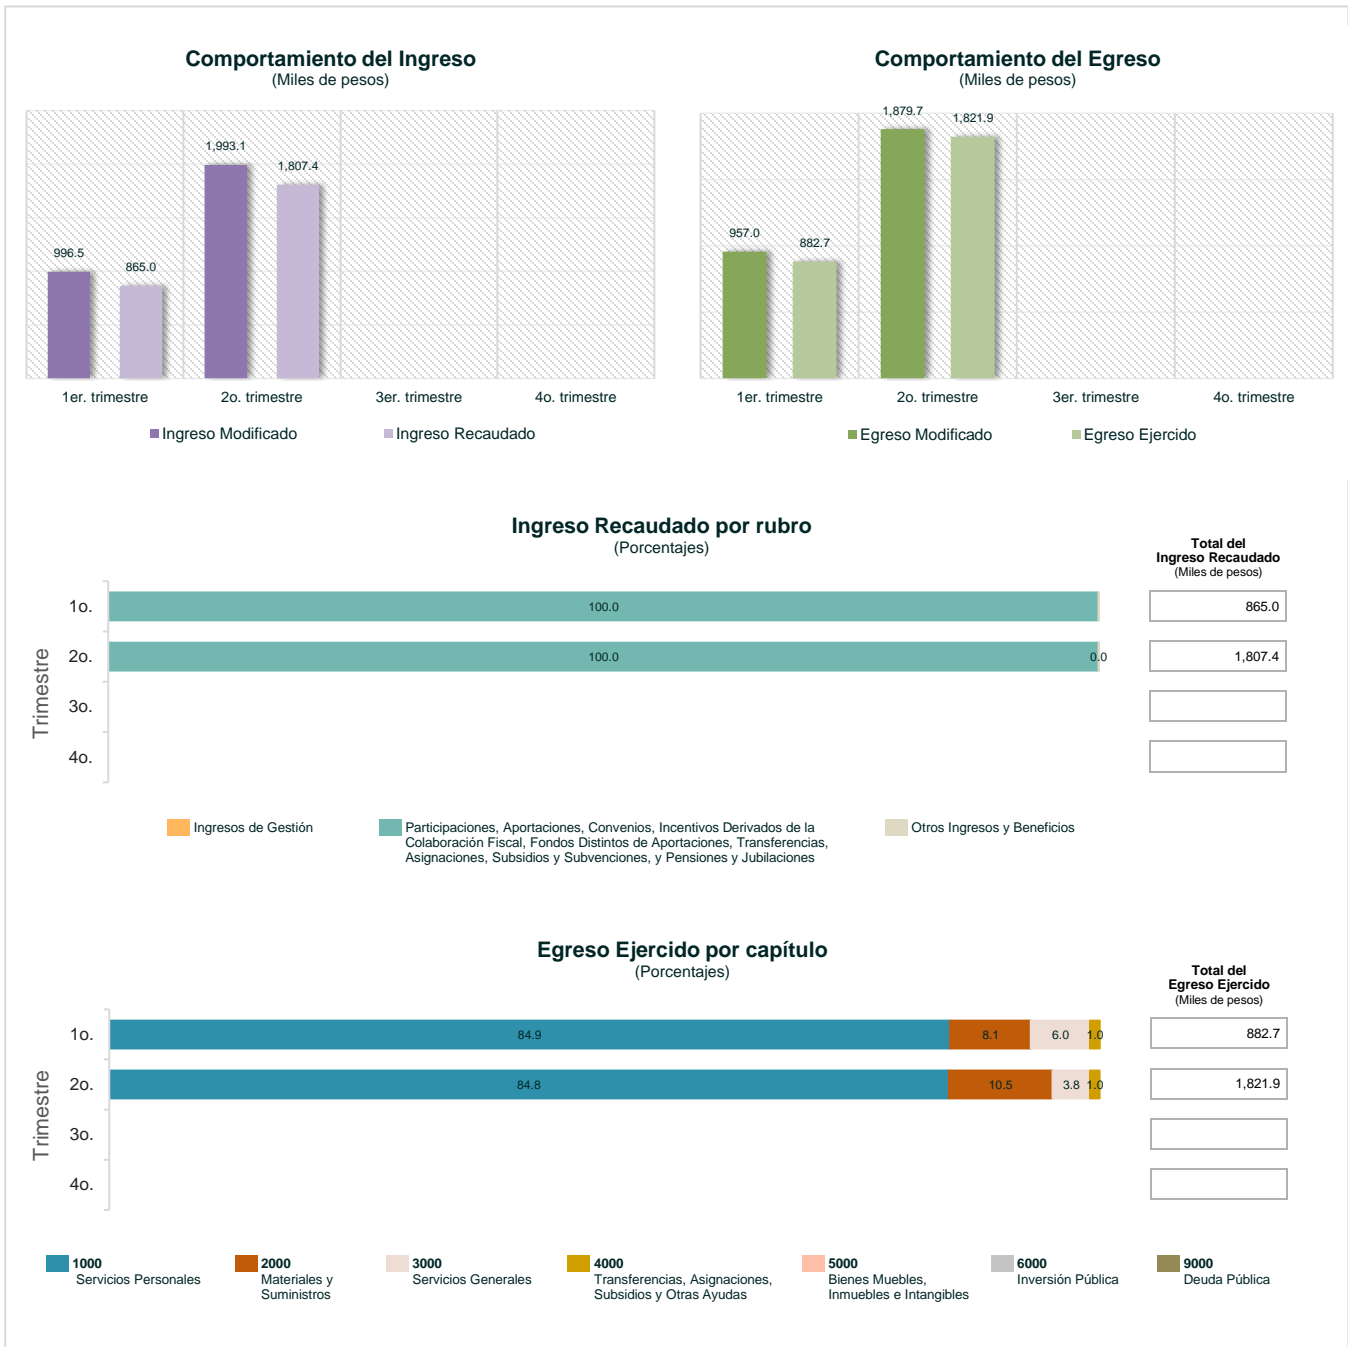 Comportamiento del Ingreso
(Miles de pesos)
996.5
865.0
1,993.1
1,807.4
1er. trimestre
2o. trimestre
3er. trimestre
4o. trimestre
Ingreso Modificado
Ingreso Recaudado
Comportamiento del Egreso
(Miles de pesos)
957.0
882.7
1,879.7
1,821.9
1er. trimestre
2o. trimestre
3er. trimestre
4o. trimestre
Egreso Modificado
Egreso Ejercido
Ingreso Recaudado por rubro
(Porcentajes)
Total del
Ingreso Recaudado
(Miles de pesos)
Trimestre
1o.
100.0
865.0
2o.
100.0
0.0
1,807.4
3o.
4o.
Ingresos de Gestión
Participaciones, Aportaciones, Convenios, Incentivos Derivados de la
Colaboración Fiscal, Fondos Distintos de Aportaciones, Transferencias,
Asignaciones, Subsidios y Subvenciones, y Pensiones y Jubilaciones
Otros Ingresos y Beneficios
Egreso Ejercido por capítulo
(Porcentajes)
Total del
Egreso Ejercido
(Miles de pesos)
Trimestre
1o.
84.9
8.1
6.0
1.0
882.7
2o.
84.8
10.5
3.8
1.0
1,821.9
3o.
4o.
1000
Servicios Personales
2000
Materiales y
Suministros
3000
Servicios Generales
4000
Transferencias, Asignaciones,
Subsidios y Otras Ayudas
5000
Bienes Muebles,
Inmuebles e Intangibles
6000
Inversión Pública
9000
Deuda Pública